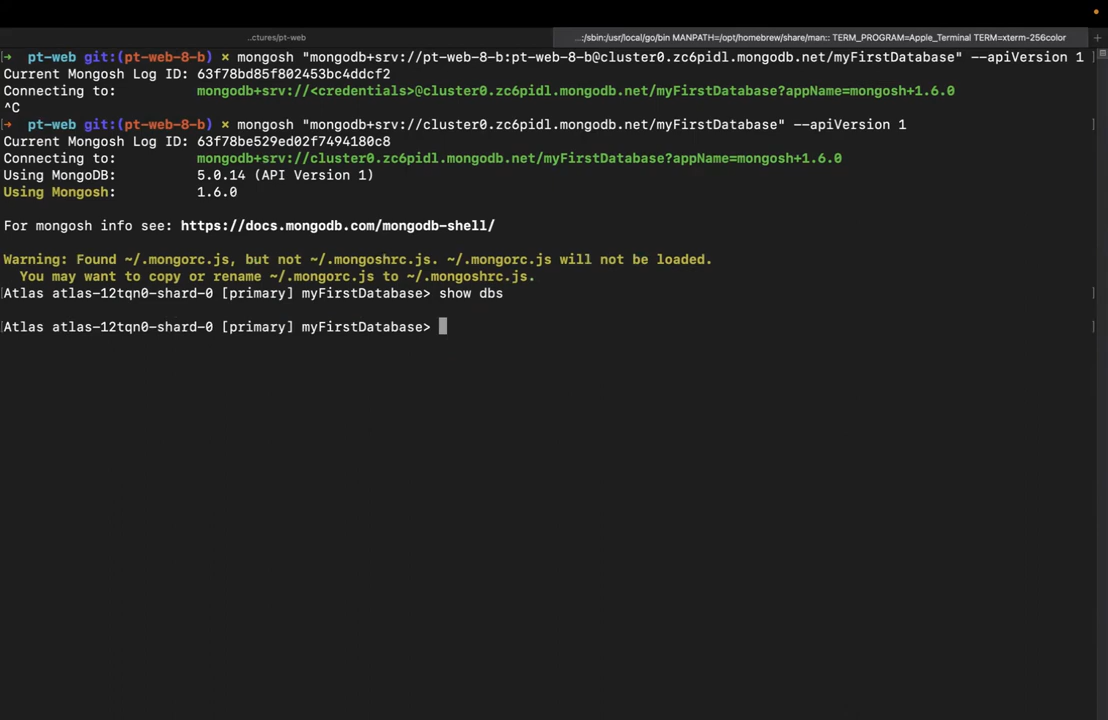 ..ctures/pt-web
...:/sbin:/usr/local/go/bin MANPATH=/opt/homebrew/share/man:: TERM_PROGRAM=Apple_Terminal TERM=xterm-256color
+
→ pt-web git:(pt-web-8-b) × mongosh "mongodb+srv://pt-web-8-b:pt-web-8-b@cluster0.zc6pidl.mongodb.net/myFirstDatabase" --apiVersion 1
Current Mongosh Log ID: 63f78bd85f802453bc4ddcf2
Connecting to: mongodb+srv://<credentials>@cluster0.zc6pidl.mongodb.net/myFirstDatabase?appName=mongosh+1.6.0
^C
→ pt-web git:(pt-web-8-b) × mongosh "mongodb+srv://cluster0.zc6pidl.mongodb.net/myFirstDatabase" --apiVersion 1
Current Mongosh Log ID: 63f78be529ed02f7494180c8
Connecting to: mongodb+srv://cluster0.zc6pidl.mongodb.net/myFirstDatabase?appName=mongosh+1.6.0
Using MongoDB: 5.0.14 (API Version 1)
Using Mongosh: 1.6.0
For mongosh info see: https://docs.mongodb.com/mongodb-shell/
Warning: Found ~/.mongorc.js, but not ~/.mongoshrc.js. ~/.mongorc.js will not be loaded.
You may want to copy or rename ~/.mongorc.js to ~/.mongoshrc.js.
[Atlas atlas-12tqn0-shard-0 [primary] myFirstDatabase> show dbs ]
[Atlas atlas-12tqn0-shard-0 [primary] myFirstDatabase> ]